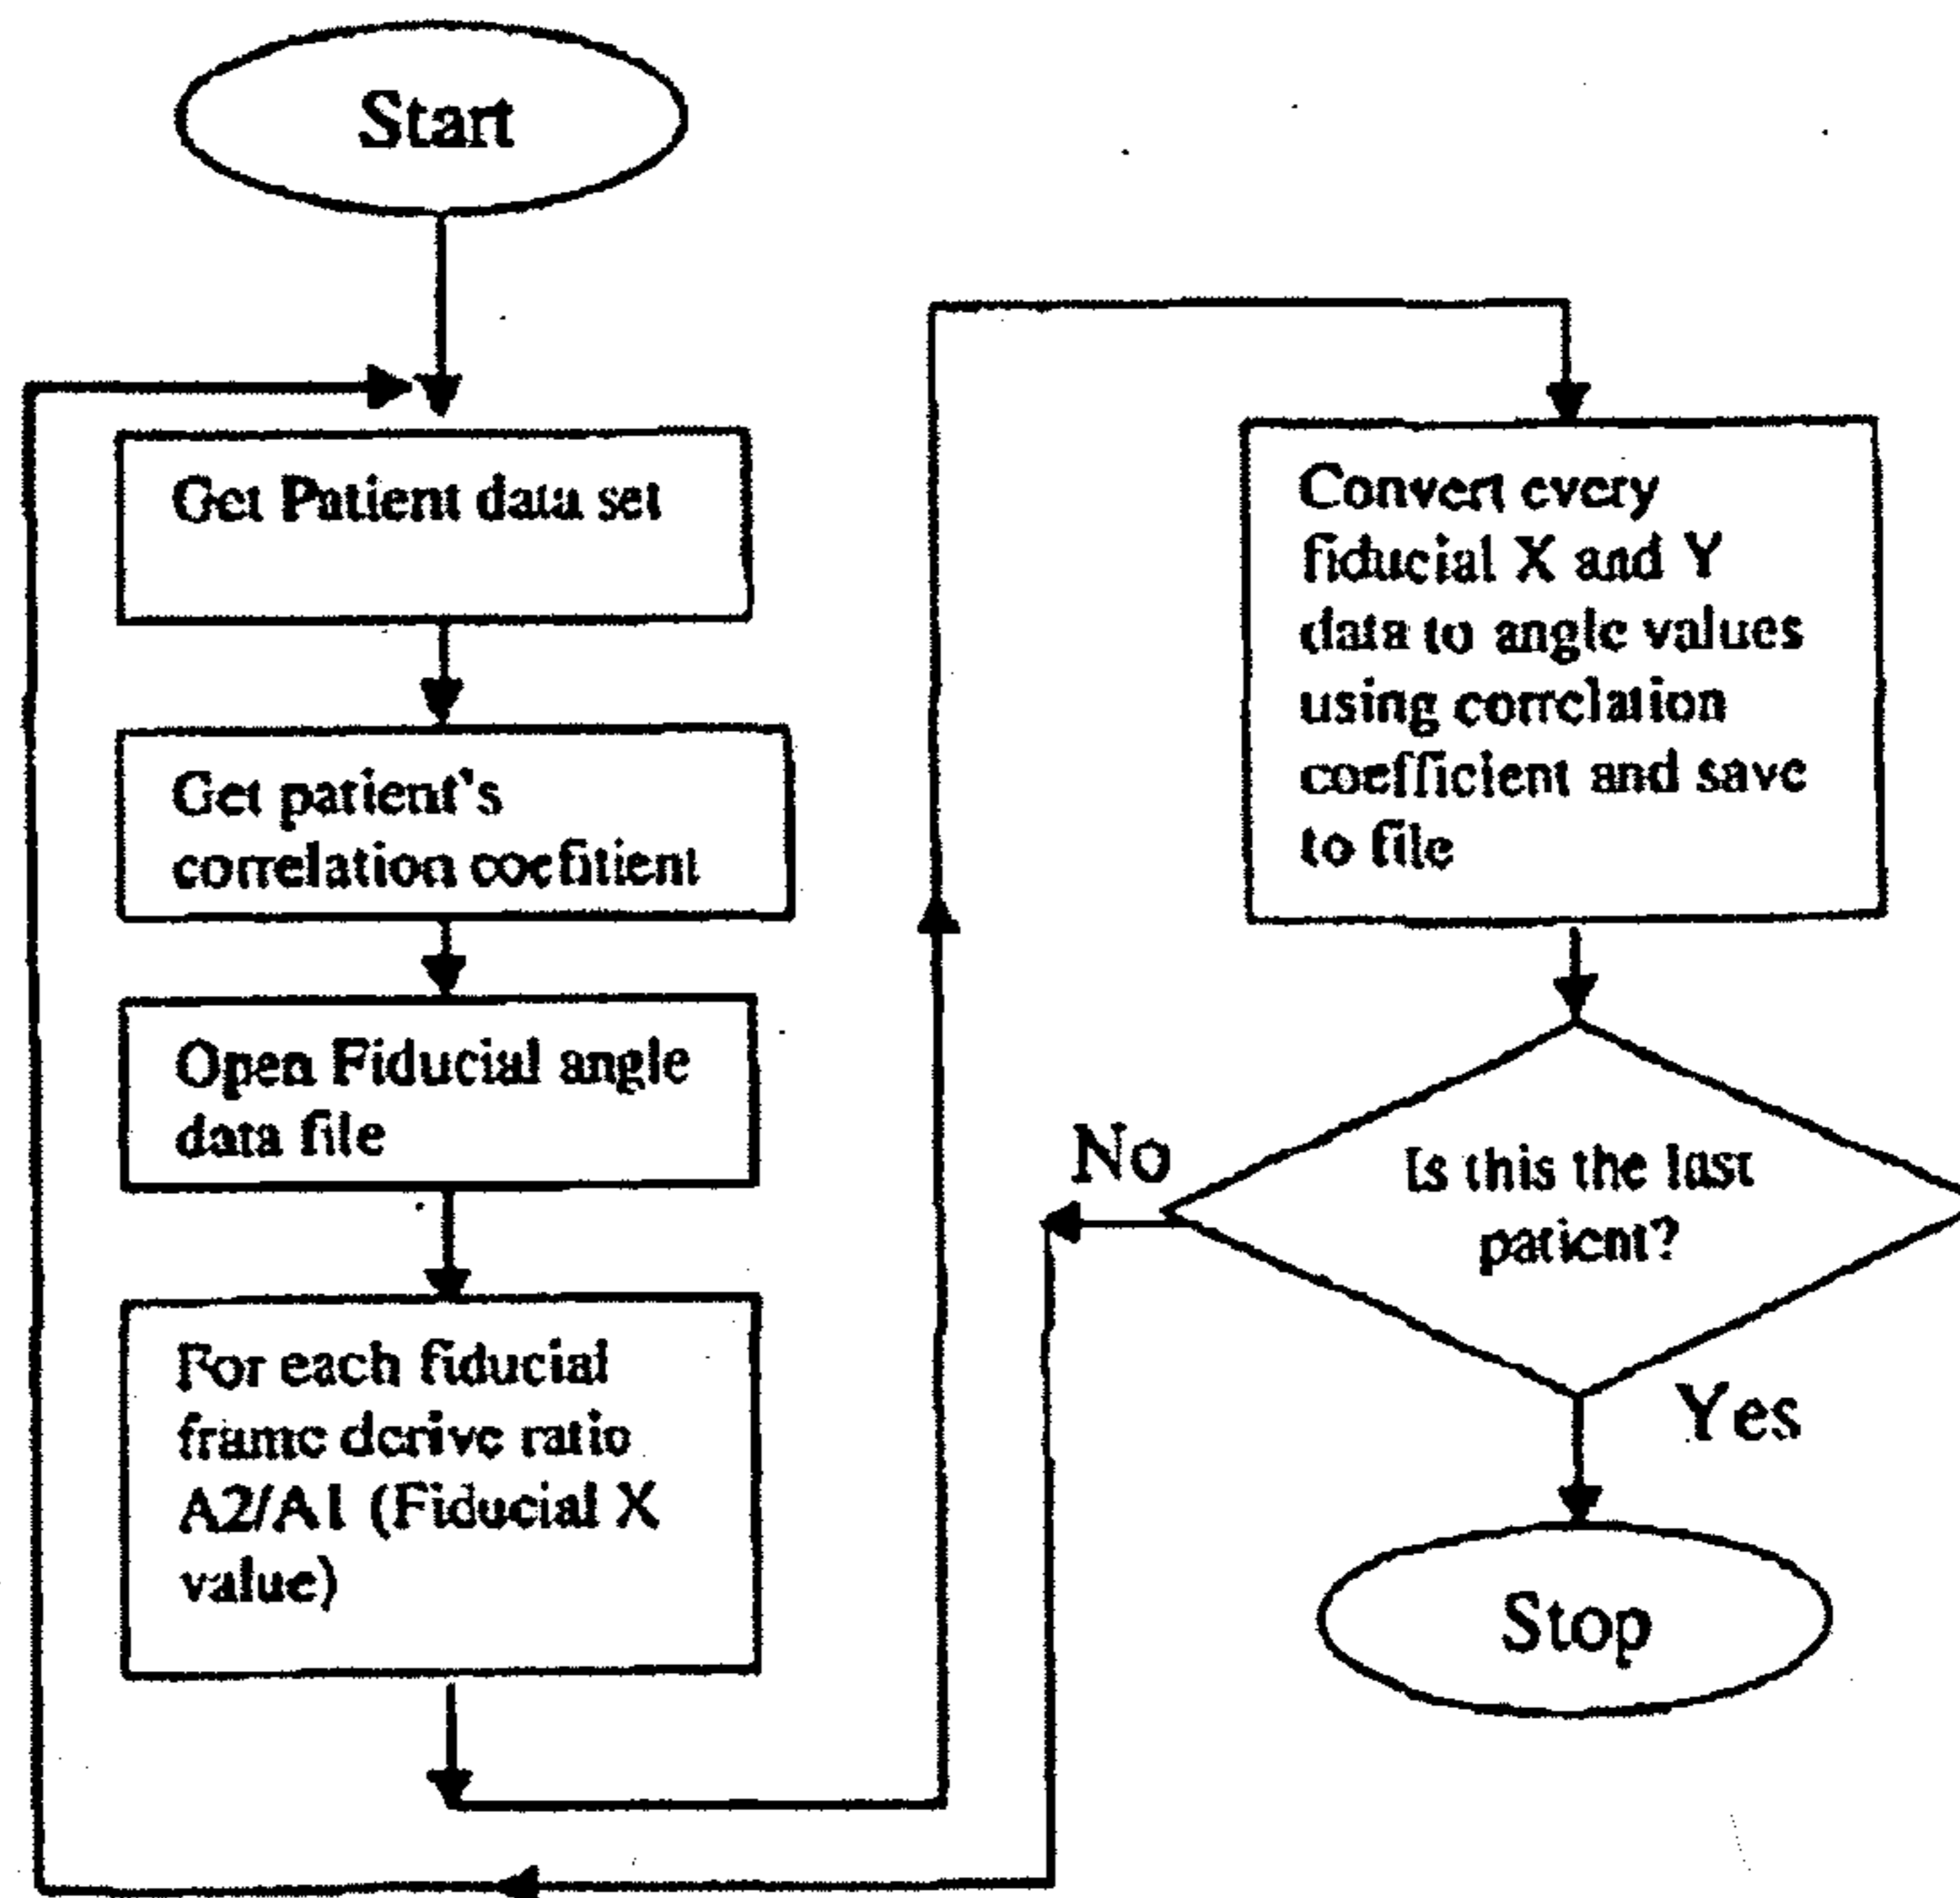 Start
Get Patient data set
Get patient's
correlation coefitient
Open Fiducial angle
data file
For each fiducial
frame derive ratio
A2/A1 (Fiducial X
value)
Convert every
fiducial X and Y
data to angle values
using correlation
coefficient and save
to file
Is this the last
patient?
No
Yes
Stop